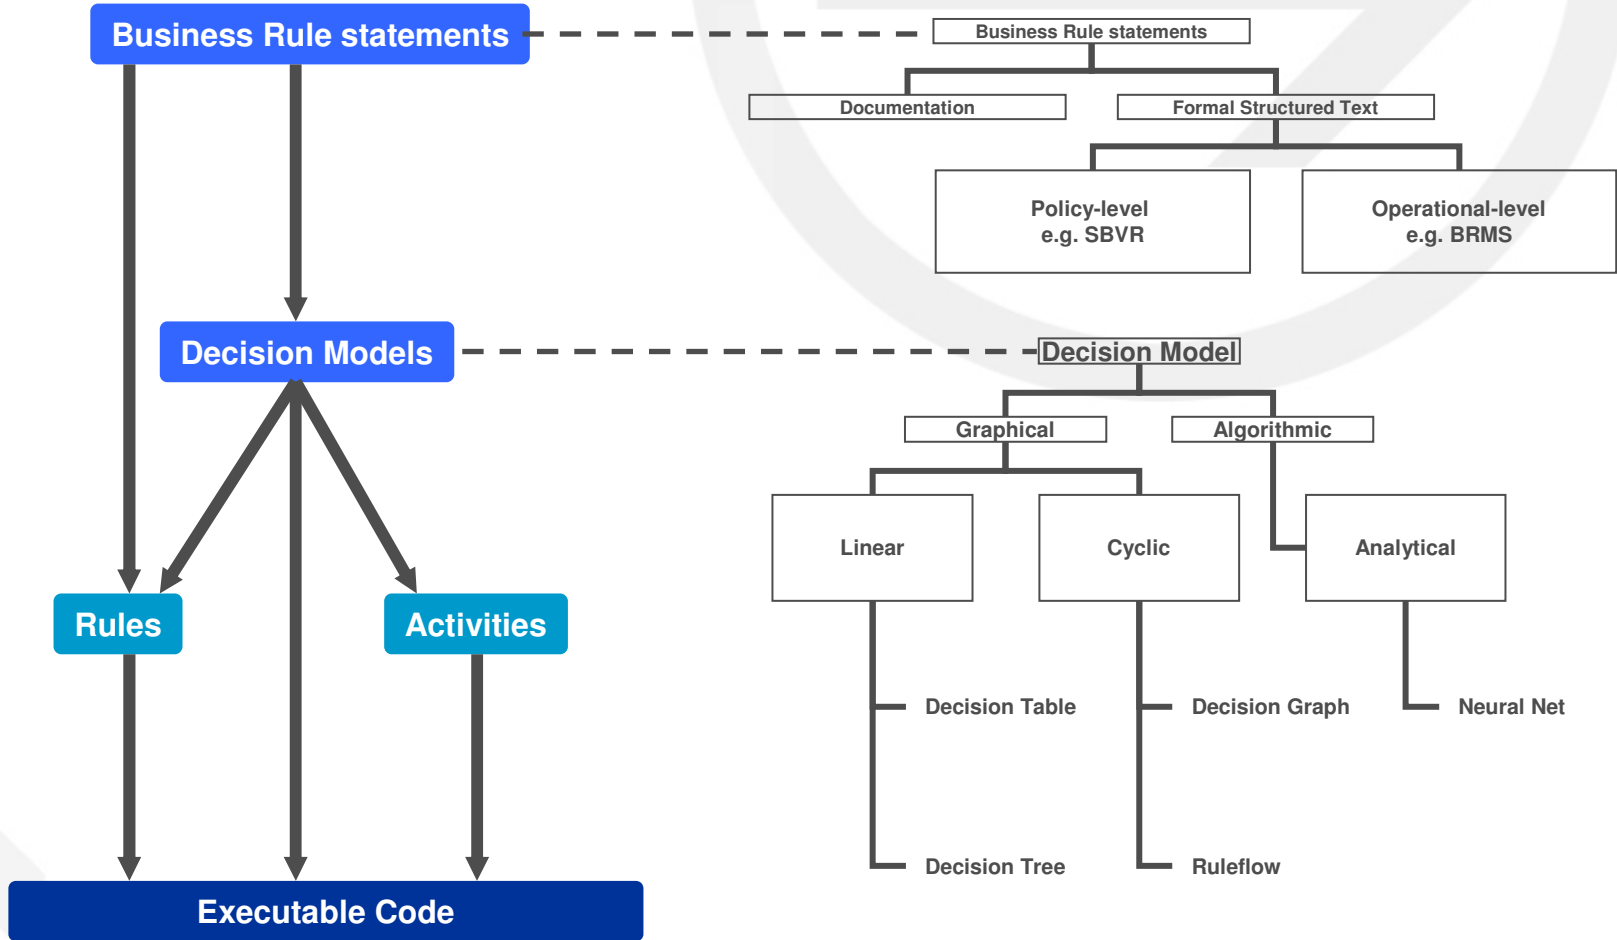 Business Rule statements
Business Rule statements
Documentation
Formal Structured Text
Policy-level
e.g. SBVR
Operational-level
e.g. BRMS
Decision Models
Decision Model
Graphical
Algorithmic
Linear
Cyclic
Analytical
Rules
Activities
Decision Table
Decision Graph
Neural Net
Decision Tree
Ruleflow
Executable Code